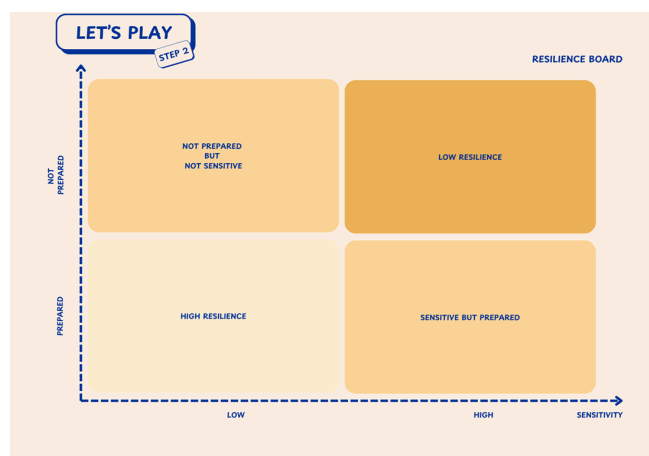 LET'S PLAY
STEP 2
RESILIENCE BOARD
NOT
PREPARED
NOT PREPARED
BUT
NOT SENSITIVE
LOW RESILIENCE
PREPARED
HIGH RESILIENCE
SENSITIVE BUT PREPARED
LOW
HIGH
SENSITIVITY